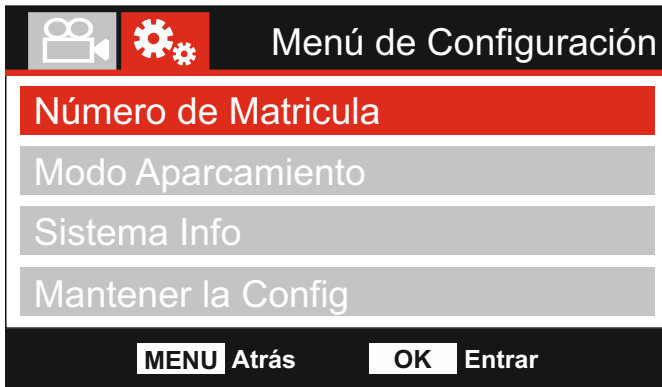 Menú de Configuración
Número de Matricula
Modo Aparcamiento
Sistema Info
Mantener la Config
MENU Atrás OK Entrar